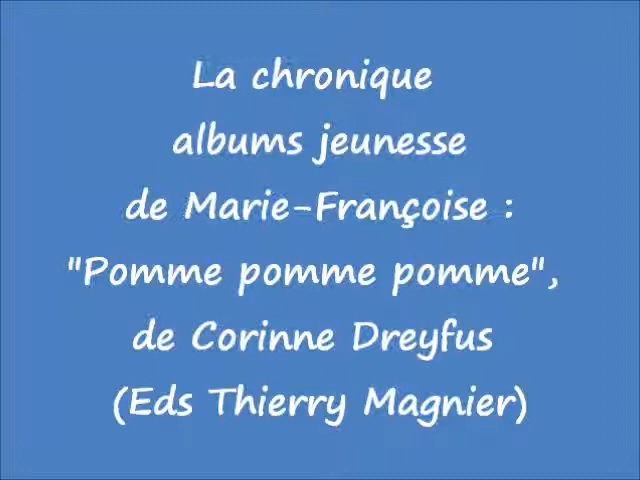 La chronique
albums jeunesse
de Marie-Françoise :
"Pomme pomme pomme",
de Corinne Dreyfus
(Eds Thierry Magnier)